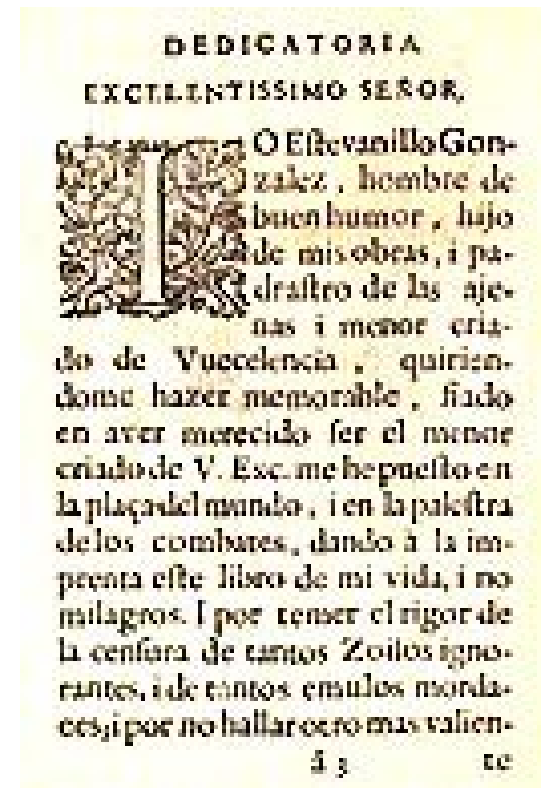 DEDICATORIA
EXCELENTISSIMO SEÑOR,
IO Estevanillo Gon-
zalez, hombre de
buen humor, hijo
de mis obras, i pa-
drastro de las aje-
nas i menor cria-
do de Vuecelencia, quirien-
dome hazer memorable, fiado
en aver merecido ser el menor
criado de V. Esc. me he puesto en
la plaça del mundo, i en la palestra
de los combates, dando à la im-
prenta este libro de mi vida, i no
milagros. I por temer el rigor de
la censura de tantos Zoilos igno-
rantes, i de tantos emulos morda-
ces; i por no hallar otro mas valien-
á 3 te